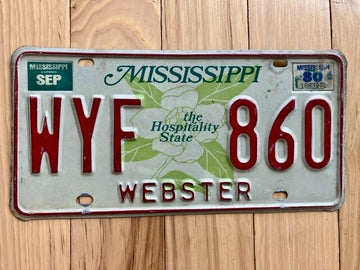 MISSISSIPPI
SEP
MISSISSIPPI
80
WYF 860
the
Hospitality
State
WEBSTER